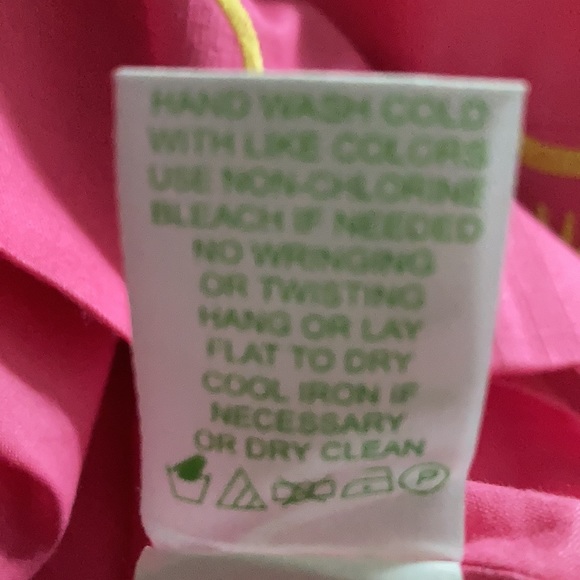 HAND WASH COLD
WITH LIKE COLORS
USE NON-CHLORINE
BLEACH IF NEEDED
NO WRINGING
OR TWISTING
HANG OR LAY
FLAT TO DRY
COOL IRON IF
NECESSARY
OR DRY CLEAN
P